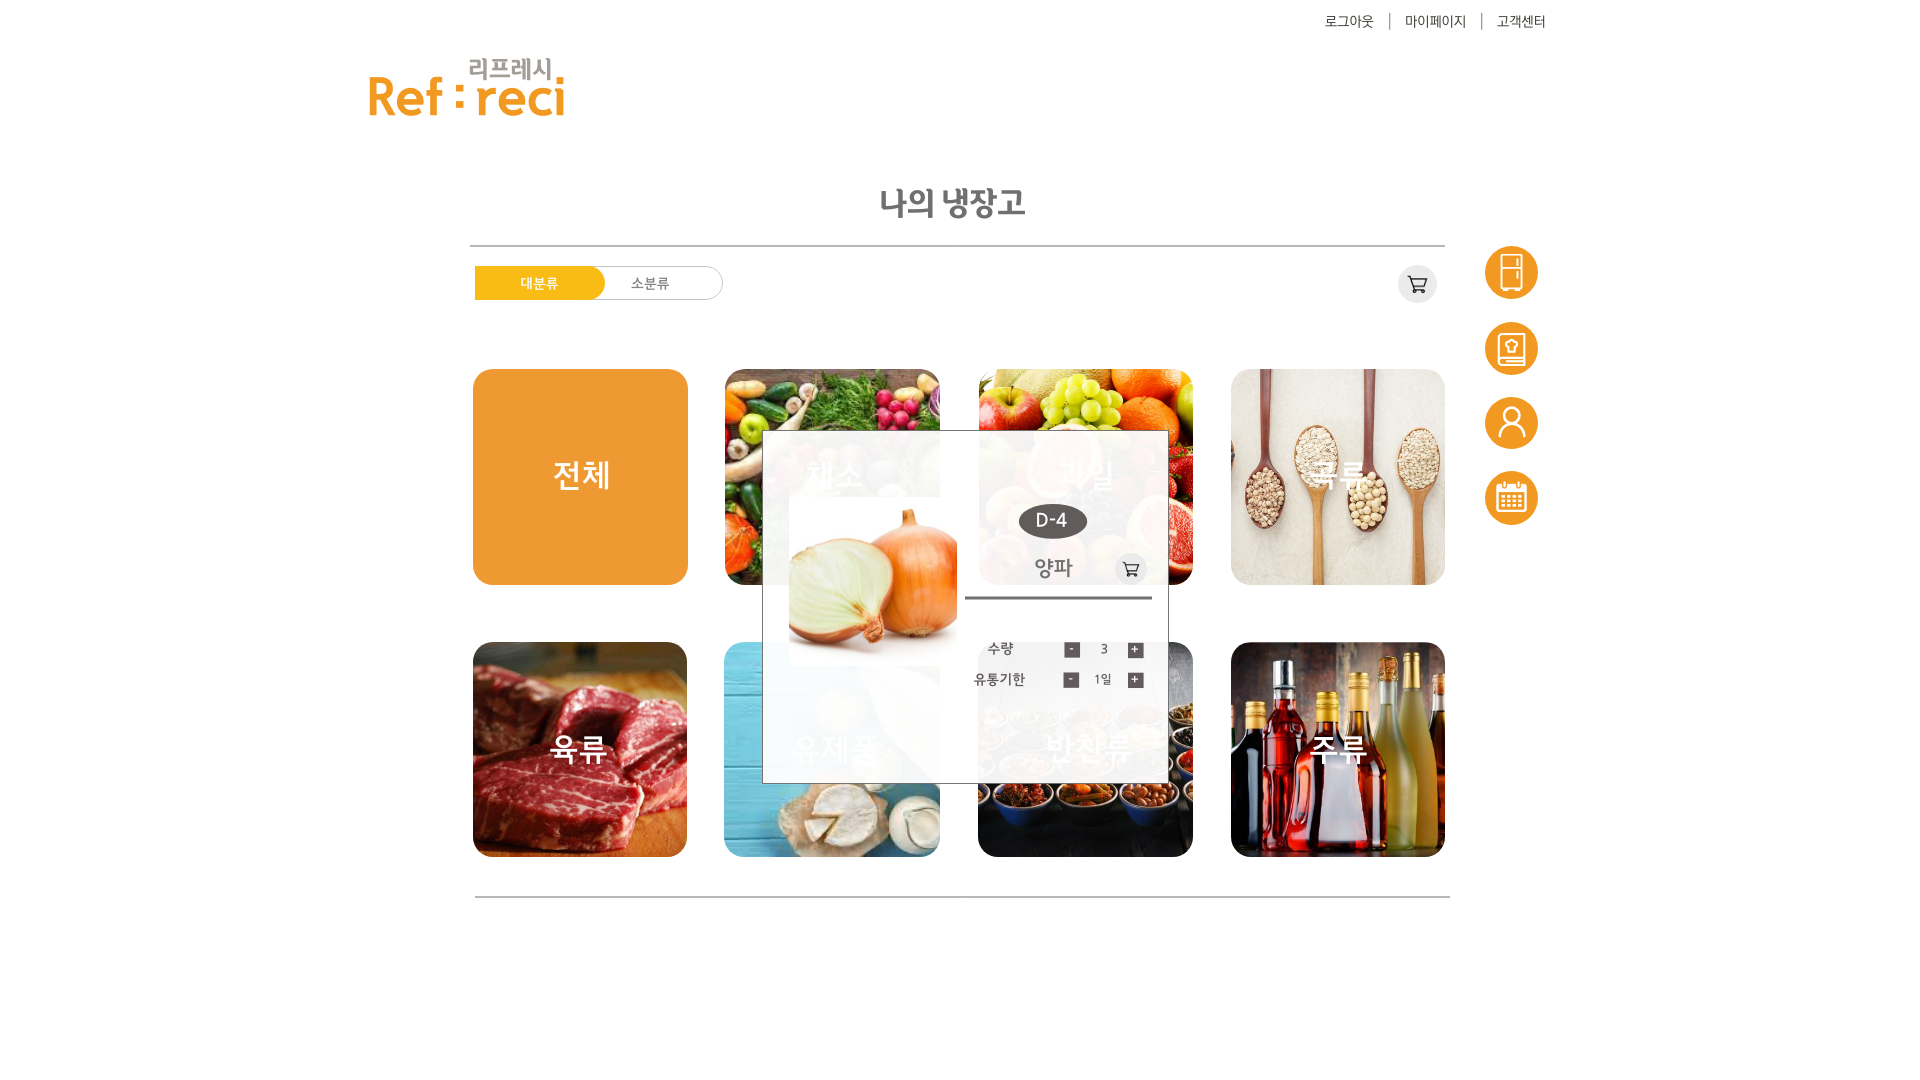 로그아웃 | 마이페이지 | 고객센터
리프레시
Ref : reci
나의 냉장고
대분류 소분류
전체 채소 과일 곡류
D-4
양파
수량 - 3 +
유통기한 - 1일 +
육류 유제품 반찬류 주류